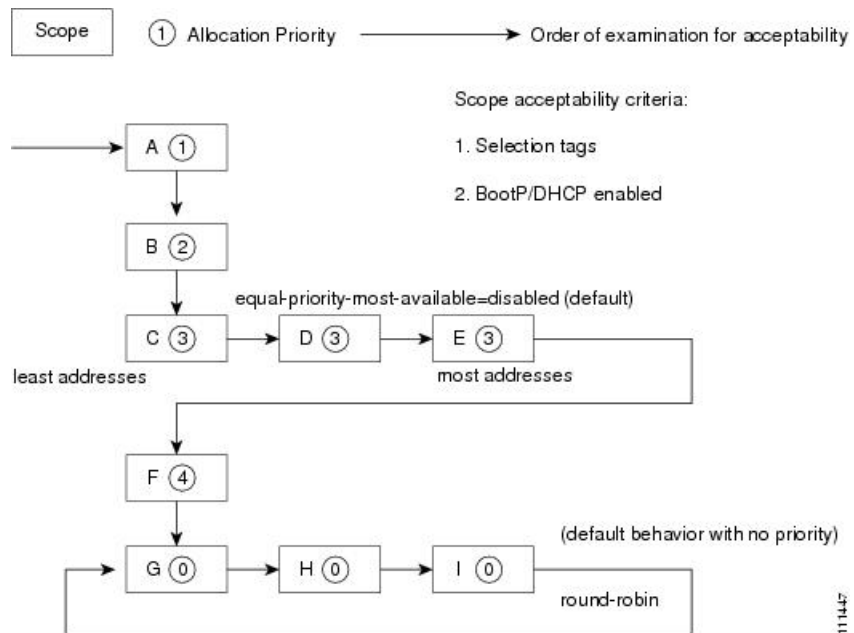 Scope
① Allocation Priority
Order of examination for acceptability
Scope acceptability criteria:
1. Selection tags
2. BootP/DHCP enabled
A ①
B ②
equal-priority-most-available=disabled (default)
C ③
D ③
E ③
least addresses
most addresses
F ④
(default behavior with no priority)
G ⓪
H ⓪
I ⓪
round-robin
111447